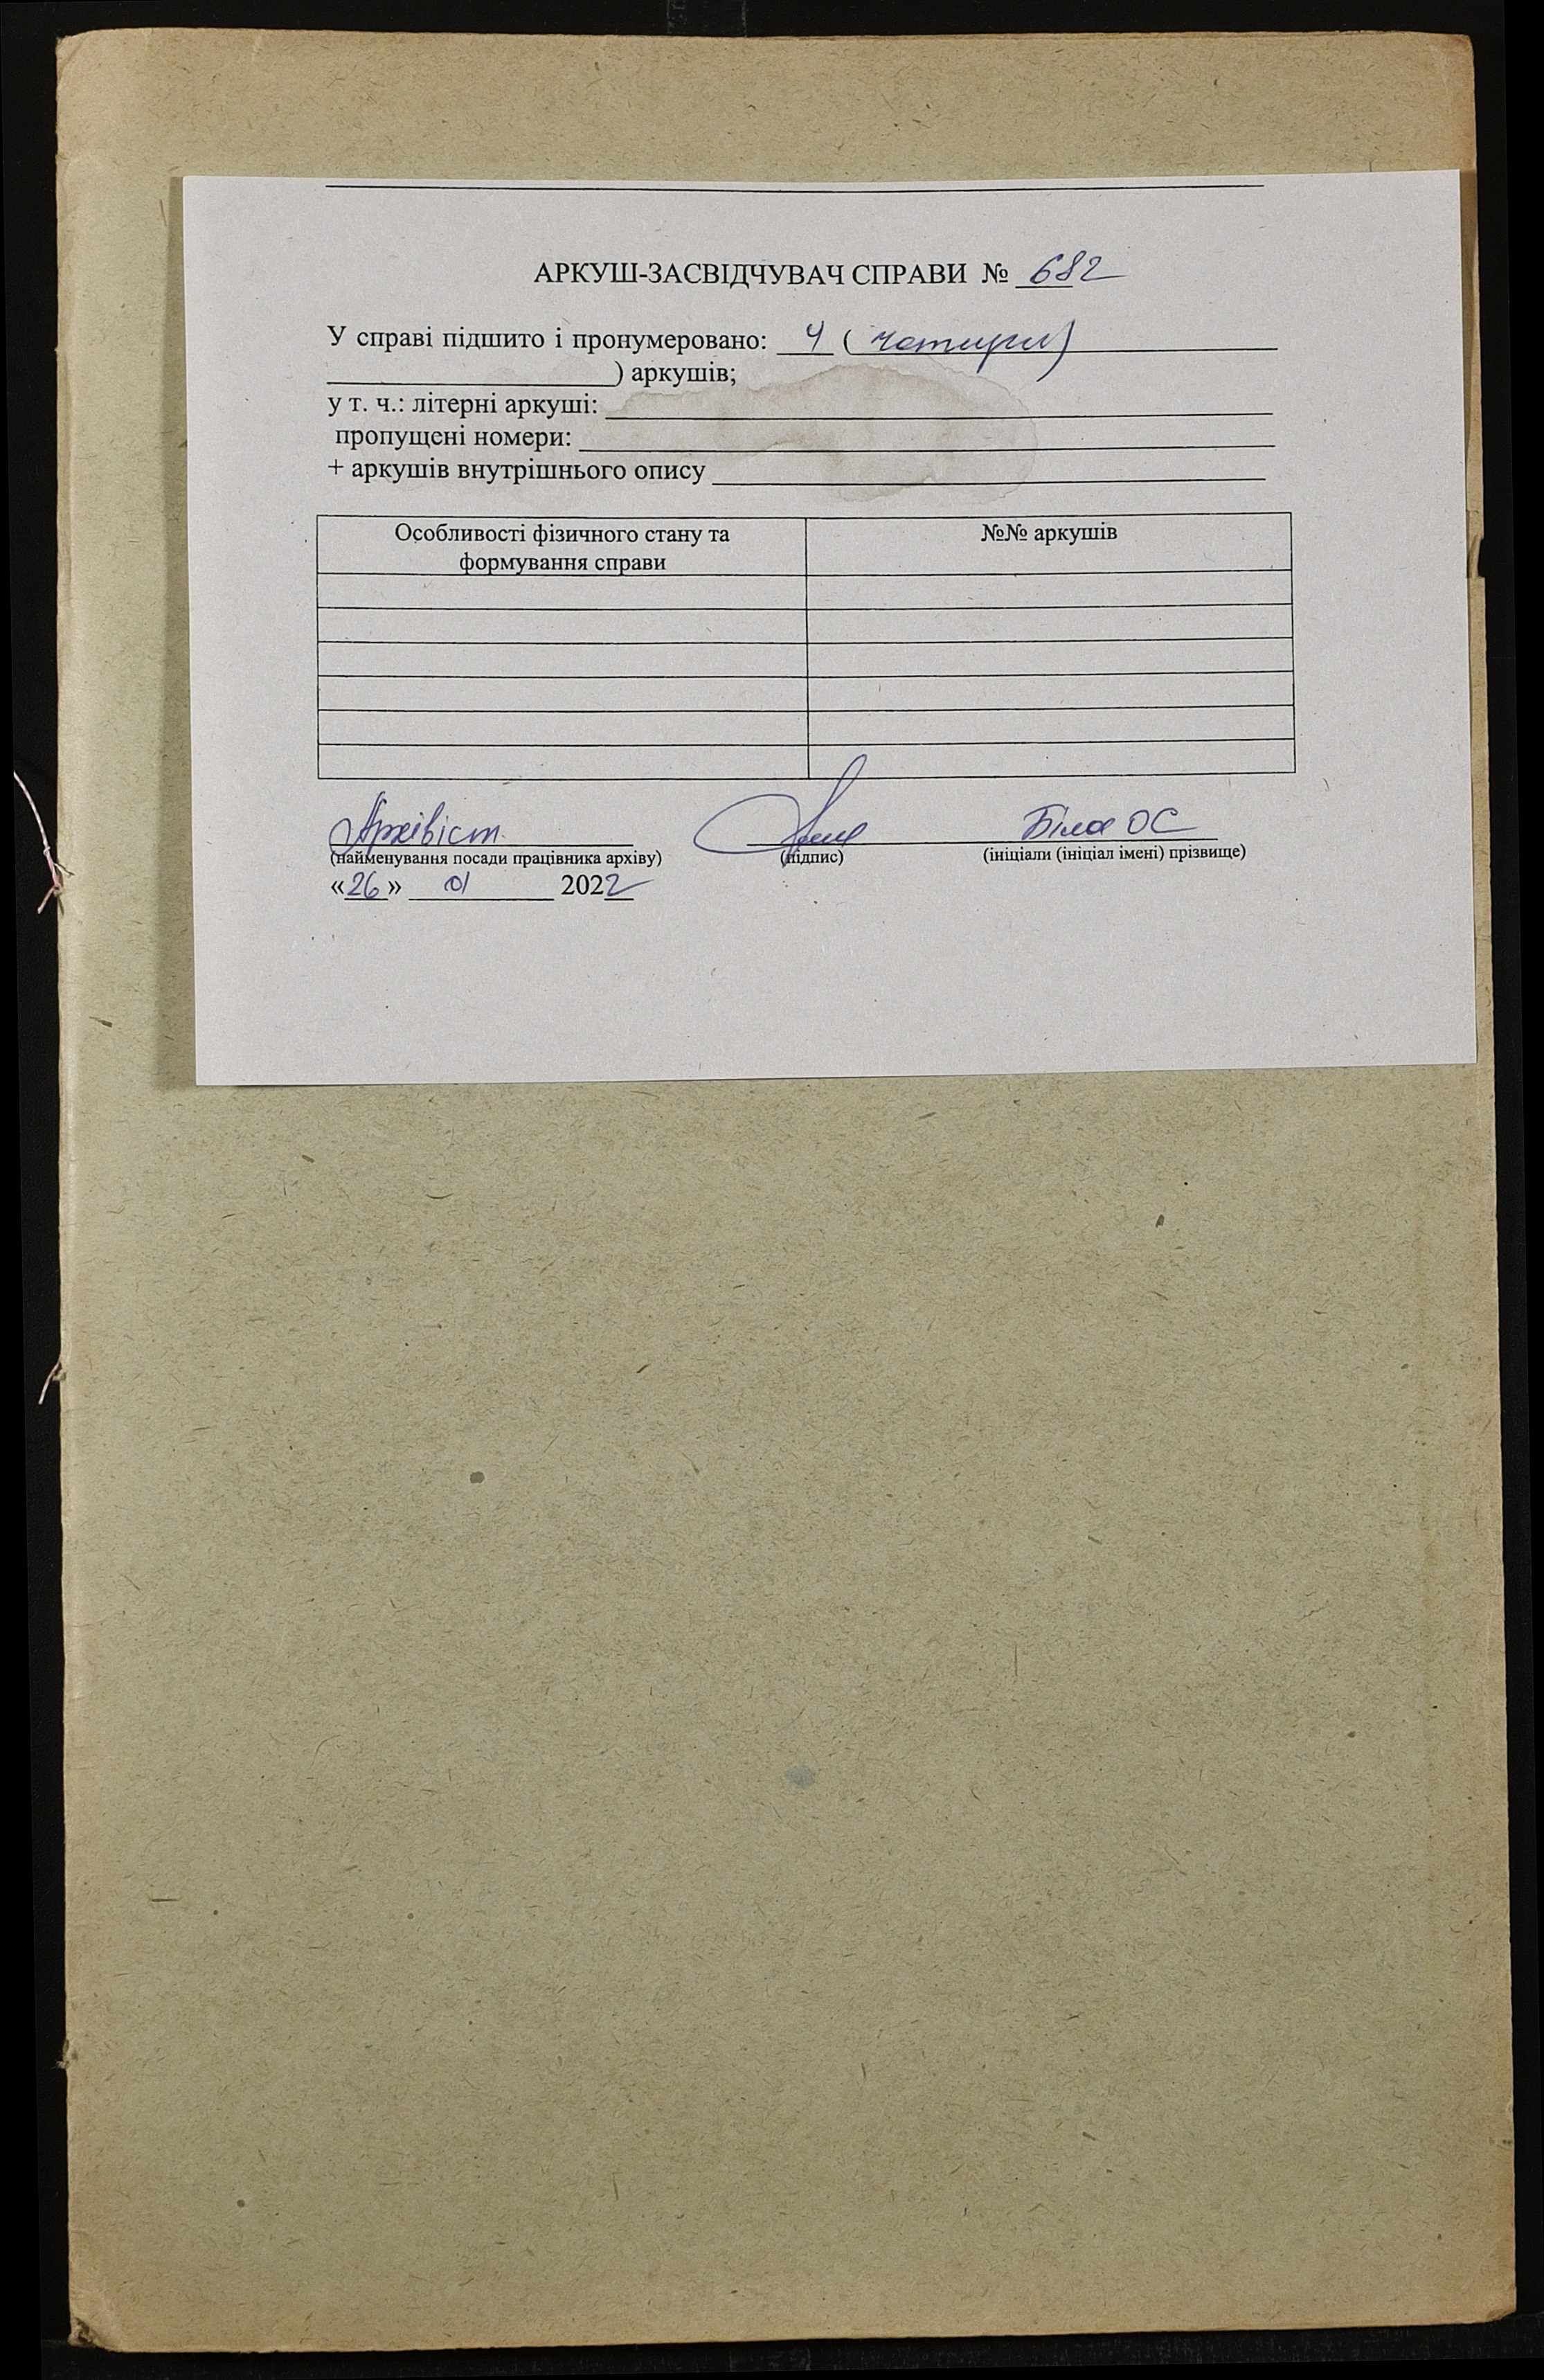 АРКУШ-ЗАСВІДЧУВАЧ СПРАВИ № 682
У справі підшито і пронумеровано: 4 ( чотири)
) аркушів;
у т. ч.: літерні аркуші:
пропущені номери:
+ аркушів внутрішнього опису
Особливості фізичного стану та формування справи
№№ аркушів
Архівіст Біла ОС
(найменування посади працівника архіву) (підпис) (ініціали (ініціал імені) прізвище)
«26» 01 2022